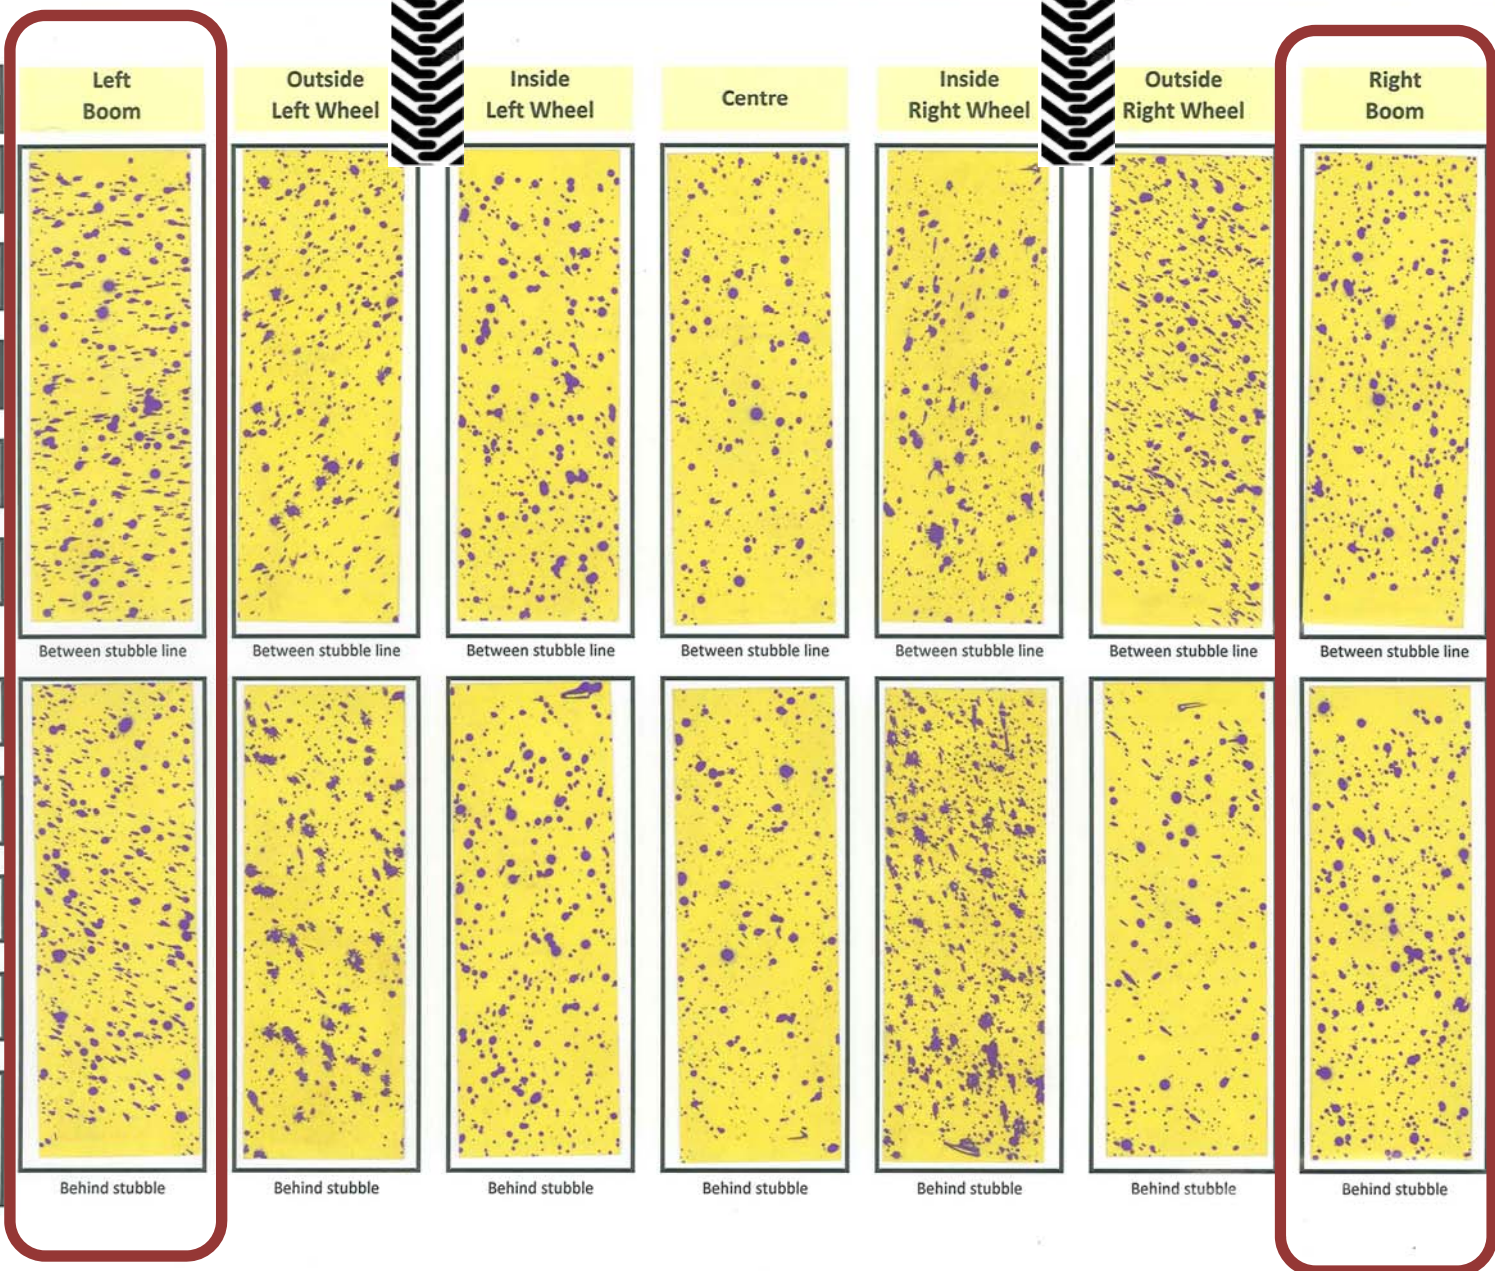 Left
Boom
Outside
Left Wheel
Inside
Left Wheel
Centre
Inside
Right Wheel
Outside
Right Wheel
Right
Boom
Between stubble line
Between stubble line
Between stubble line
Between stubble line
Between stubble line
Between stubble line
Between stubble line
Behind stubble
Behind stubble
Behind stubble
Behind stubble
Behind stubble
Behind stubble
Behind stubble